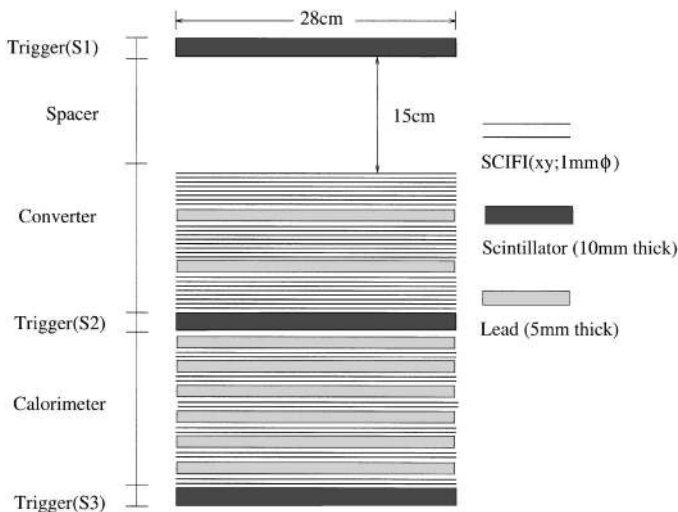 28cm
Trigger(S1)
Spacer
15cm
SCIFI(xy;1mmϕ)
Converter
Scintillator (10mm thick)
Trigger(S2)
Lead (5mm thick)
Calorimeter
Trigger(S3)